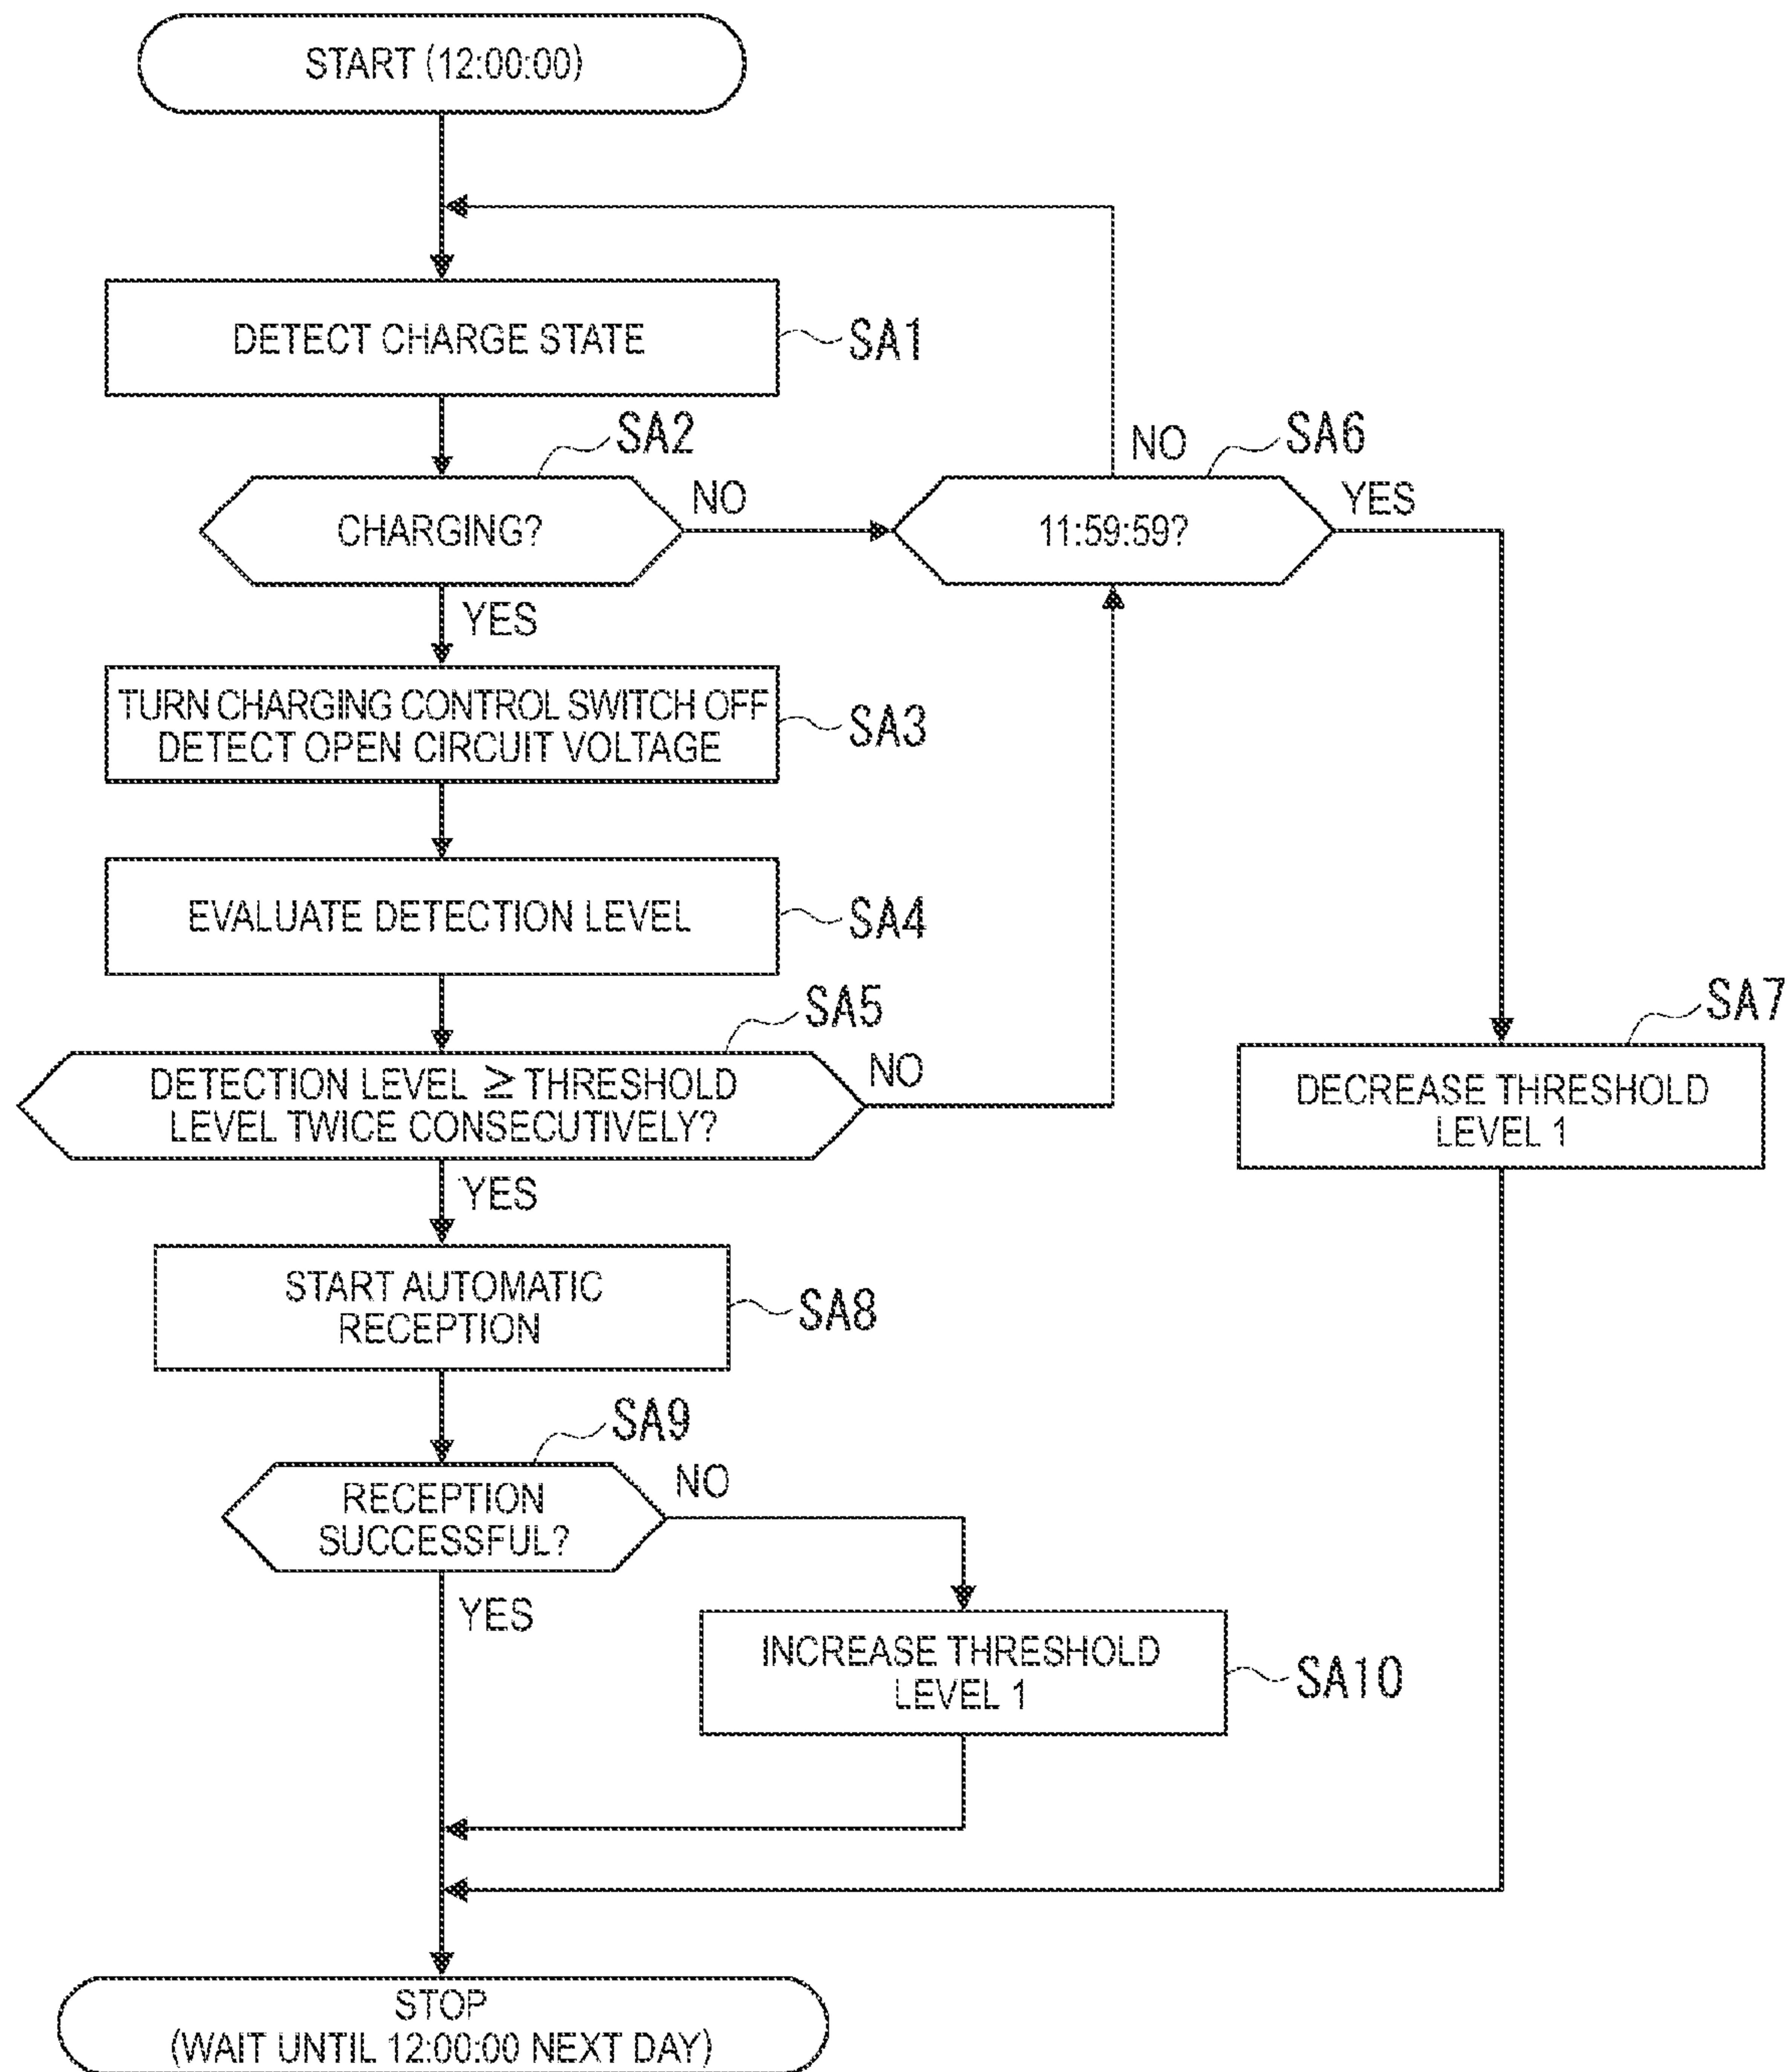 START (12:00:00)
DETECT CHARGE STATE
SA1
SA2
CHARGING?
NO
YES
NO
SA6
11:59:59?
YES
TURN CHARGING CONTROL SWITCH OFF
DETECT OPEN CIRCUIT VOLTAGE
SA3
EVALUATE DETECTION LEVEL
SA4
SA5
DETECTION LEVEL ≧ THRESHOLD
LEVEL TWICE CONSECUTIVELY?
NO
YES
SA7
DECREASE THRESHOLD
LEVEL 1
START AUTOMATIC
RECEPTION
SA8
SA9
RECEPTION
SUCCESSFUL?
NO
YES
INCREASE THRESHOLD
LEVEL 1
SA10
STOP
(WAIT UNTIL 12:00:00 NEXT DAY)